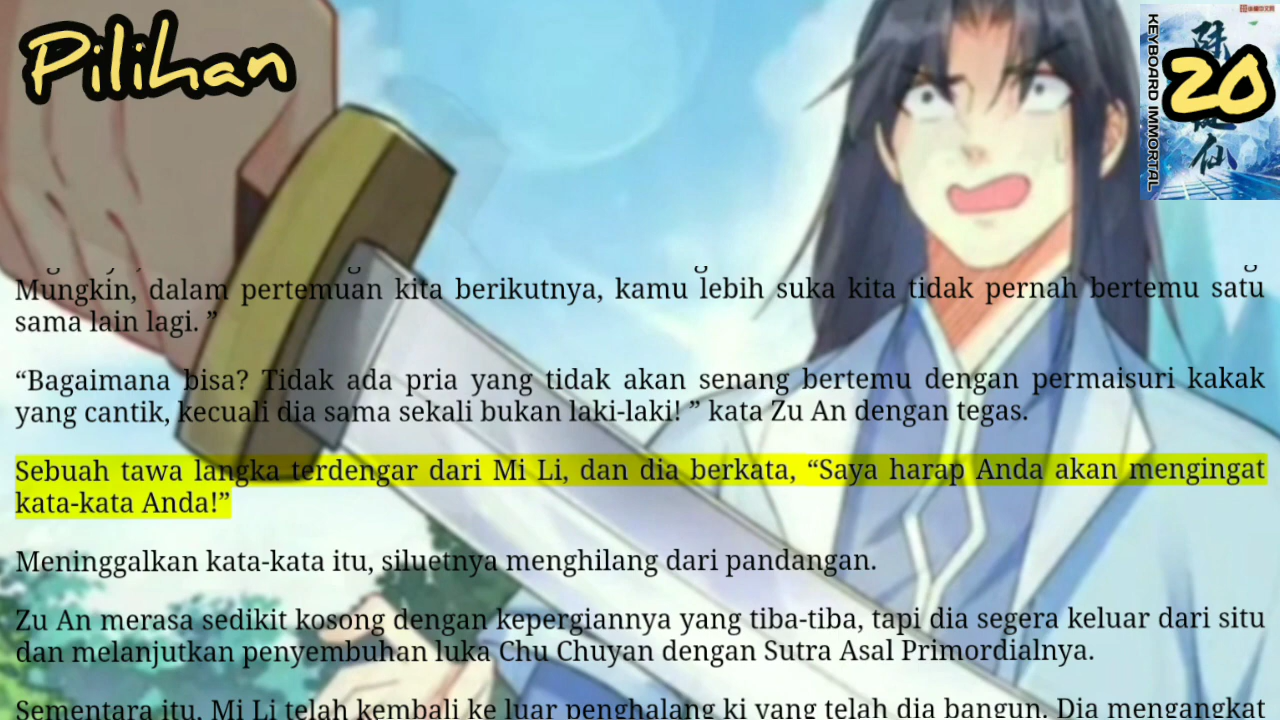 Pilihan
KEYBOARD IMMORTAL
20
仙
Mungkin, dalam pertemuan kita berikutnya, kamu lebih suka kita tidak pernah bertemu satu
sama lain lagi. ”
“Bagaimana bisa? Tidak ada pria yang tidak akan senang bertemu dengan permaisuri kakak
yang cantik, kecuali dia sama sekali bukan laki-laki! ” kata Zu An dengan tegas.
Sebuah tawa langka terdengar dari Mi Li, dan dia berkata, “Saya harap Anda akan mengingat
kata-kata Anda!”
Meninggalkan kata-kata itu, siluetnya menghilang dari pandangan.
Zu An merasa sedikit kosong dengan kepergiannya yang tiba-tiba, tapi dia segera keluar dari situ
dan melanjutkan penyembuhan luka Chu Chuyan dengan Sutra Asal Primordialnya.
Sementara itu, Mi Li telah kembali ke luar penghalang ki yang telah dia bangun. Dia mengangkat